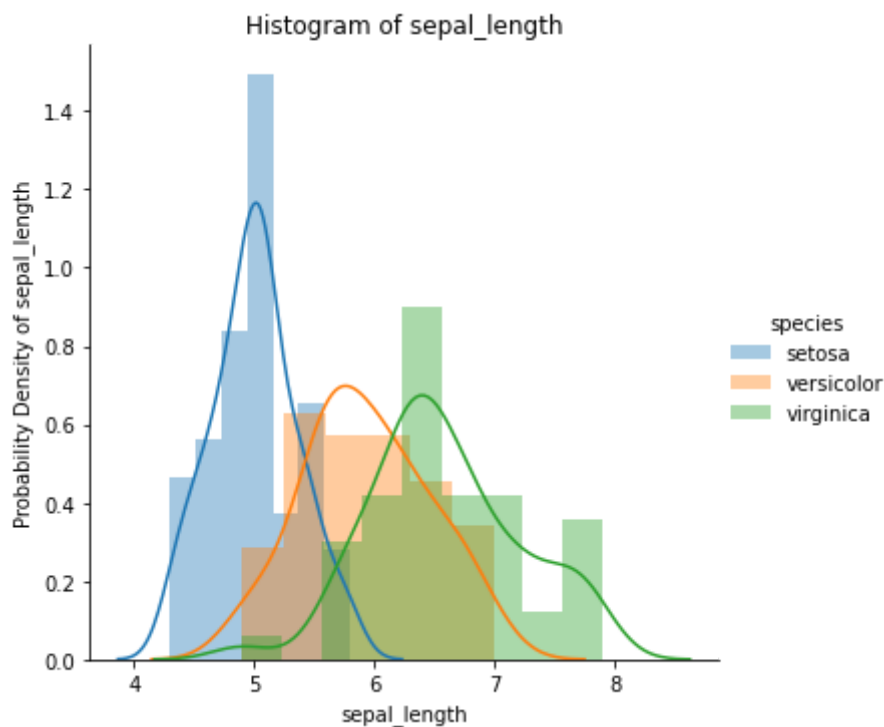 Histogram of sepal_length
Probability Density of sepal_length
1.4
1.2
1.0
0.8
0.6
0.4
0.2
0.0
4
5
6
7
8
sepal_length
species
setosa
versicolor
virginica